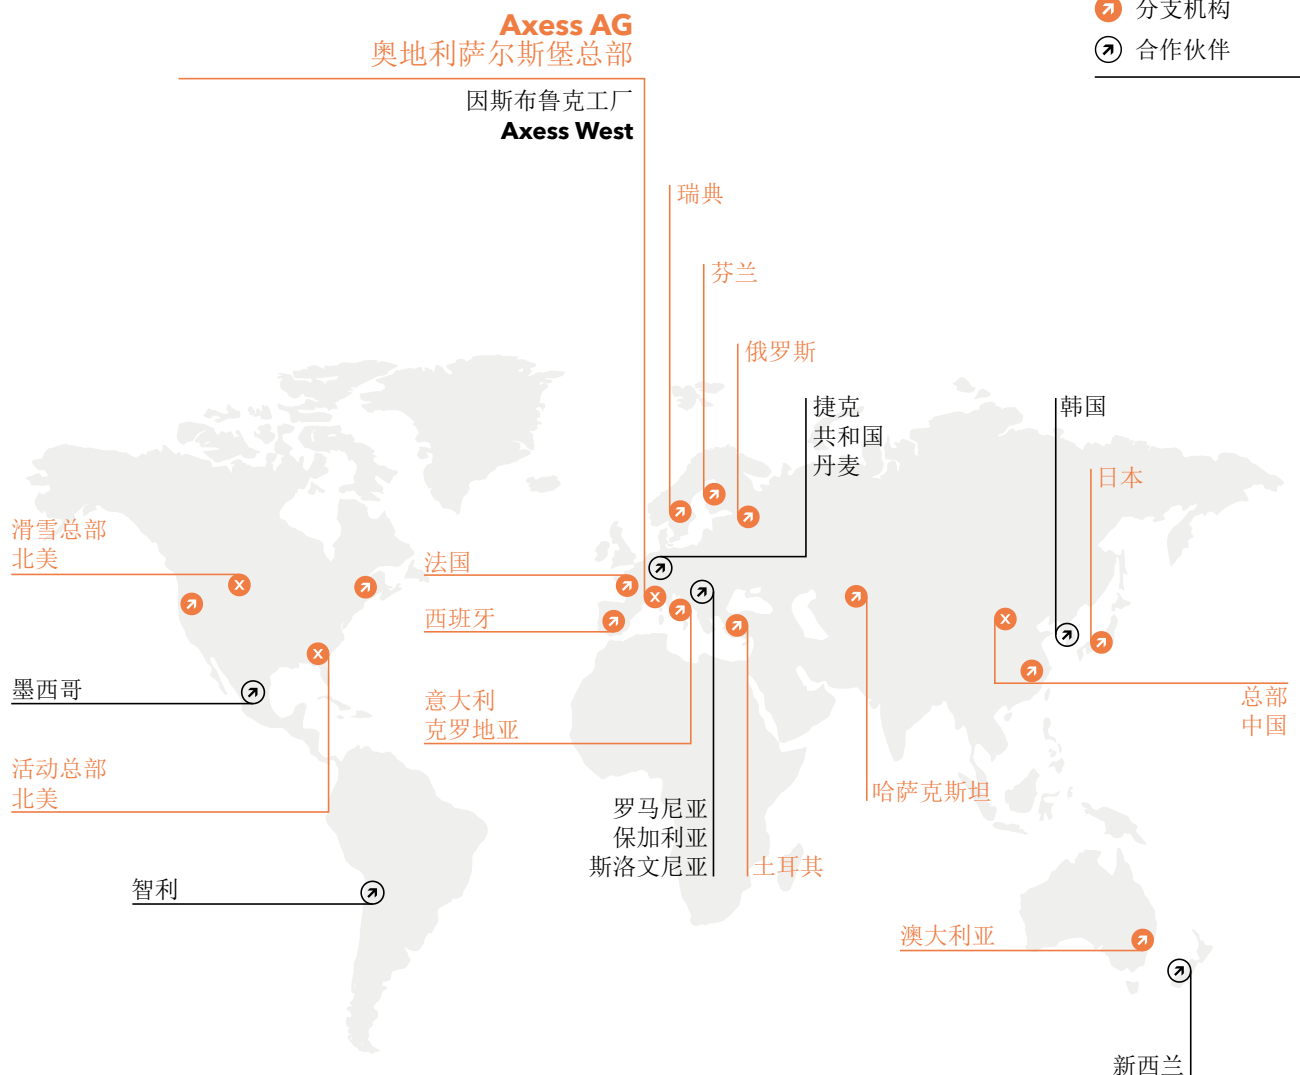 Axess AG
奥地利萨尔斯堡总部
因斯布鲁克工厂
Axess West
分支机构
合作伙伴
瑞典
芬兰
俄罗斯
捷克
共和国
丹麦
韩国
日本
滑雪总部
北美
法国
西班牙
墨西哥
意大利
克罗地亚
总部
中国
活动总部
北美
哈萨克斯坦
罗马尼亚
保加利亚
斯洛文尼亚
土耳其
智利
澳大利亚
新西兰